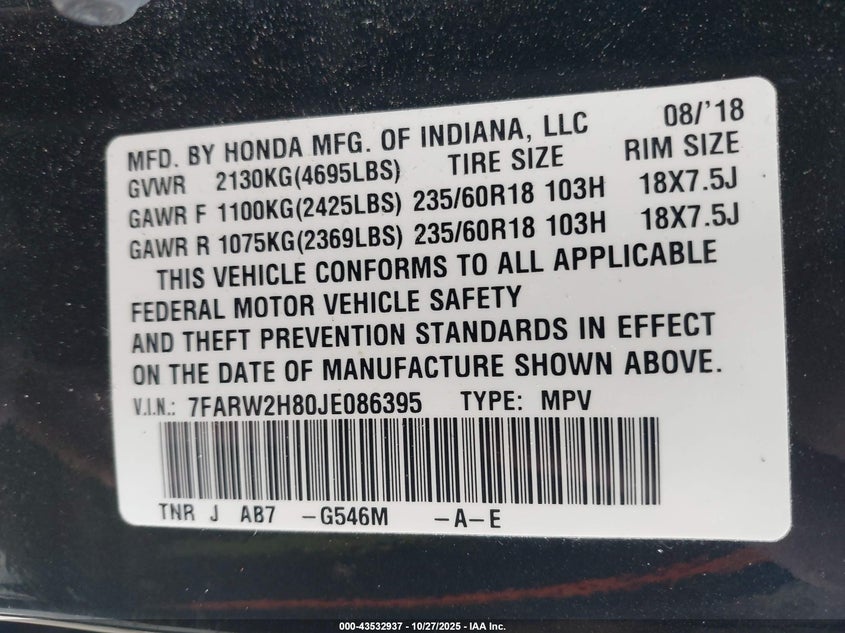 MFD. BY HONDA MFG. OF INDIANA, LLC 08/'18
GVWR 2130KG(4695LBS) TIRE SIZE RIM SIZE
GAWR F 1100KG(2425LBS) 235/60R18 103H 18X7.5J
GAWR R 1075KG(2369LBS) 235/60R18 103H 18X7.5J
THIS VEHICLE CONFORMS TO ALL APPLICABLE
FEDERAL MOTOR VEHICLE SAFETY
AND THEFT PREVENTION STANDARDS IN EFFECT
ON THE DATE OF MANUFACTURE SHOWN ABOVE.
V.I.N.: 7FARW2H80JE086395 TYPE: MPV
TNR J AB7 -G546M -A-E
000-43532937 - 10/27/2025 - IAA Inc.